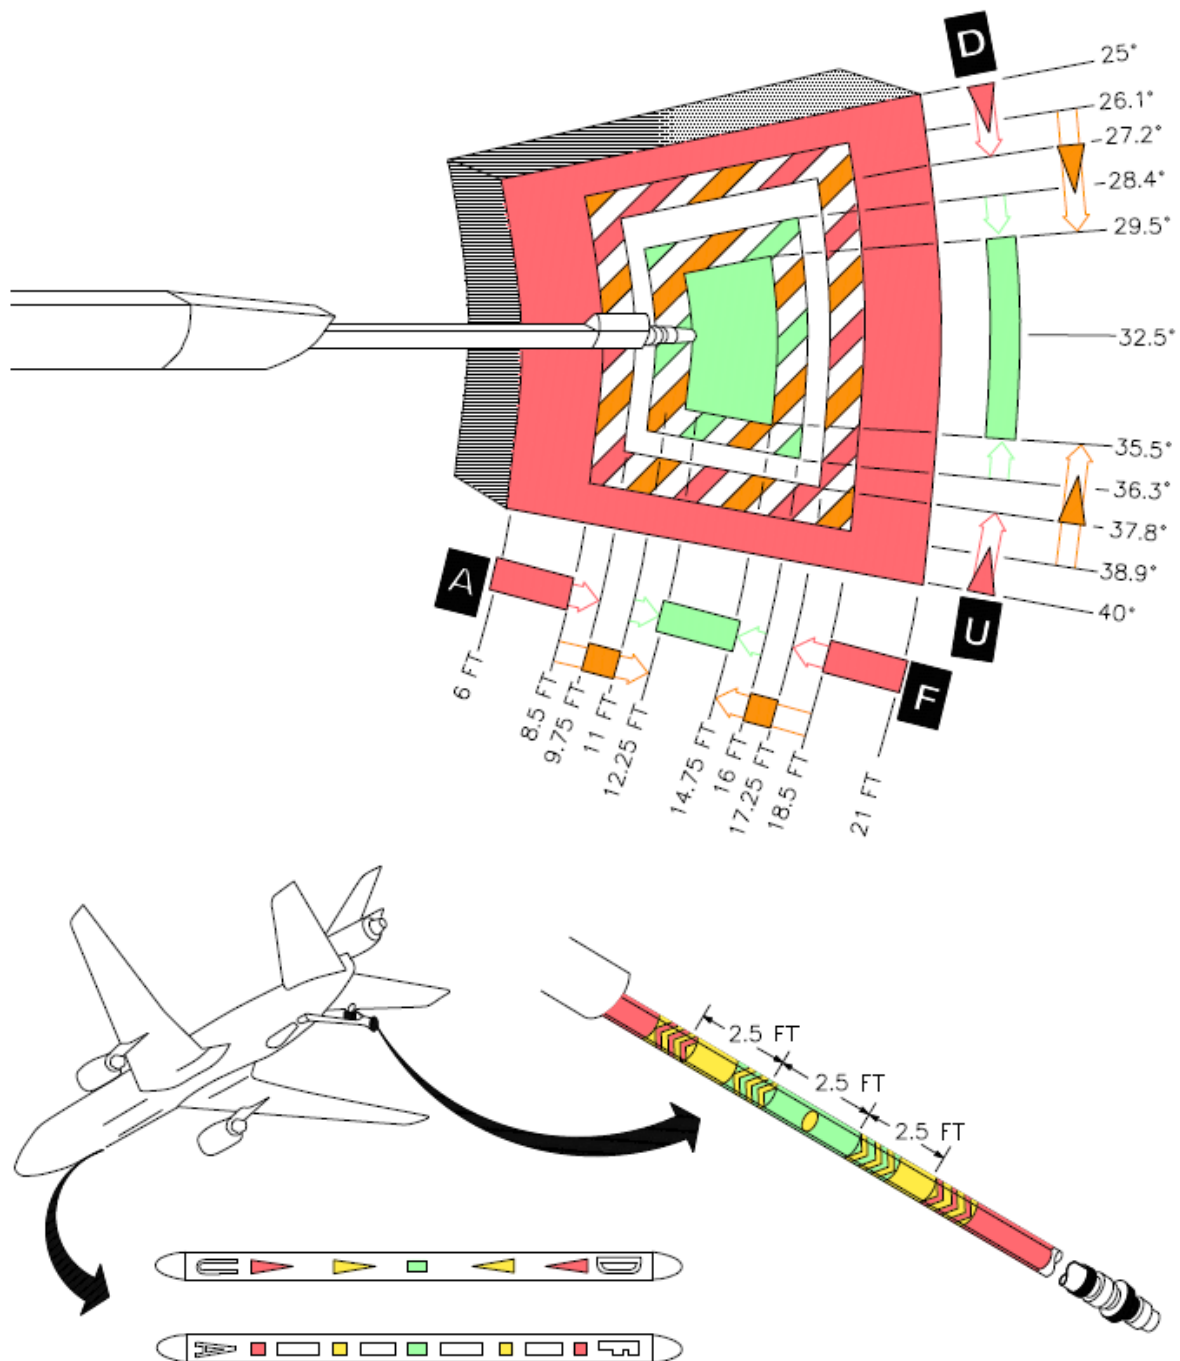 D
25°
26.1°
27.2°
28.4°
29.5°
32.5°
35.5°
36.3°
37.8°
38.9°
40°
U
A
F
6 FT
8.5 FT
9.75 FT
11 FT
12.25 FT
14.75 FT
16 FT
17.25 FT
18.5 FT
21 FT
2.5 FT
2.5 FT
2.5 FT
U D
A F